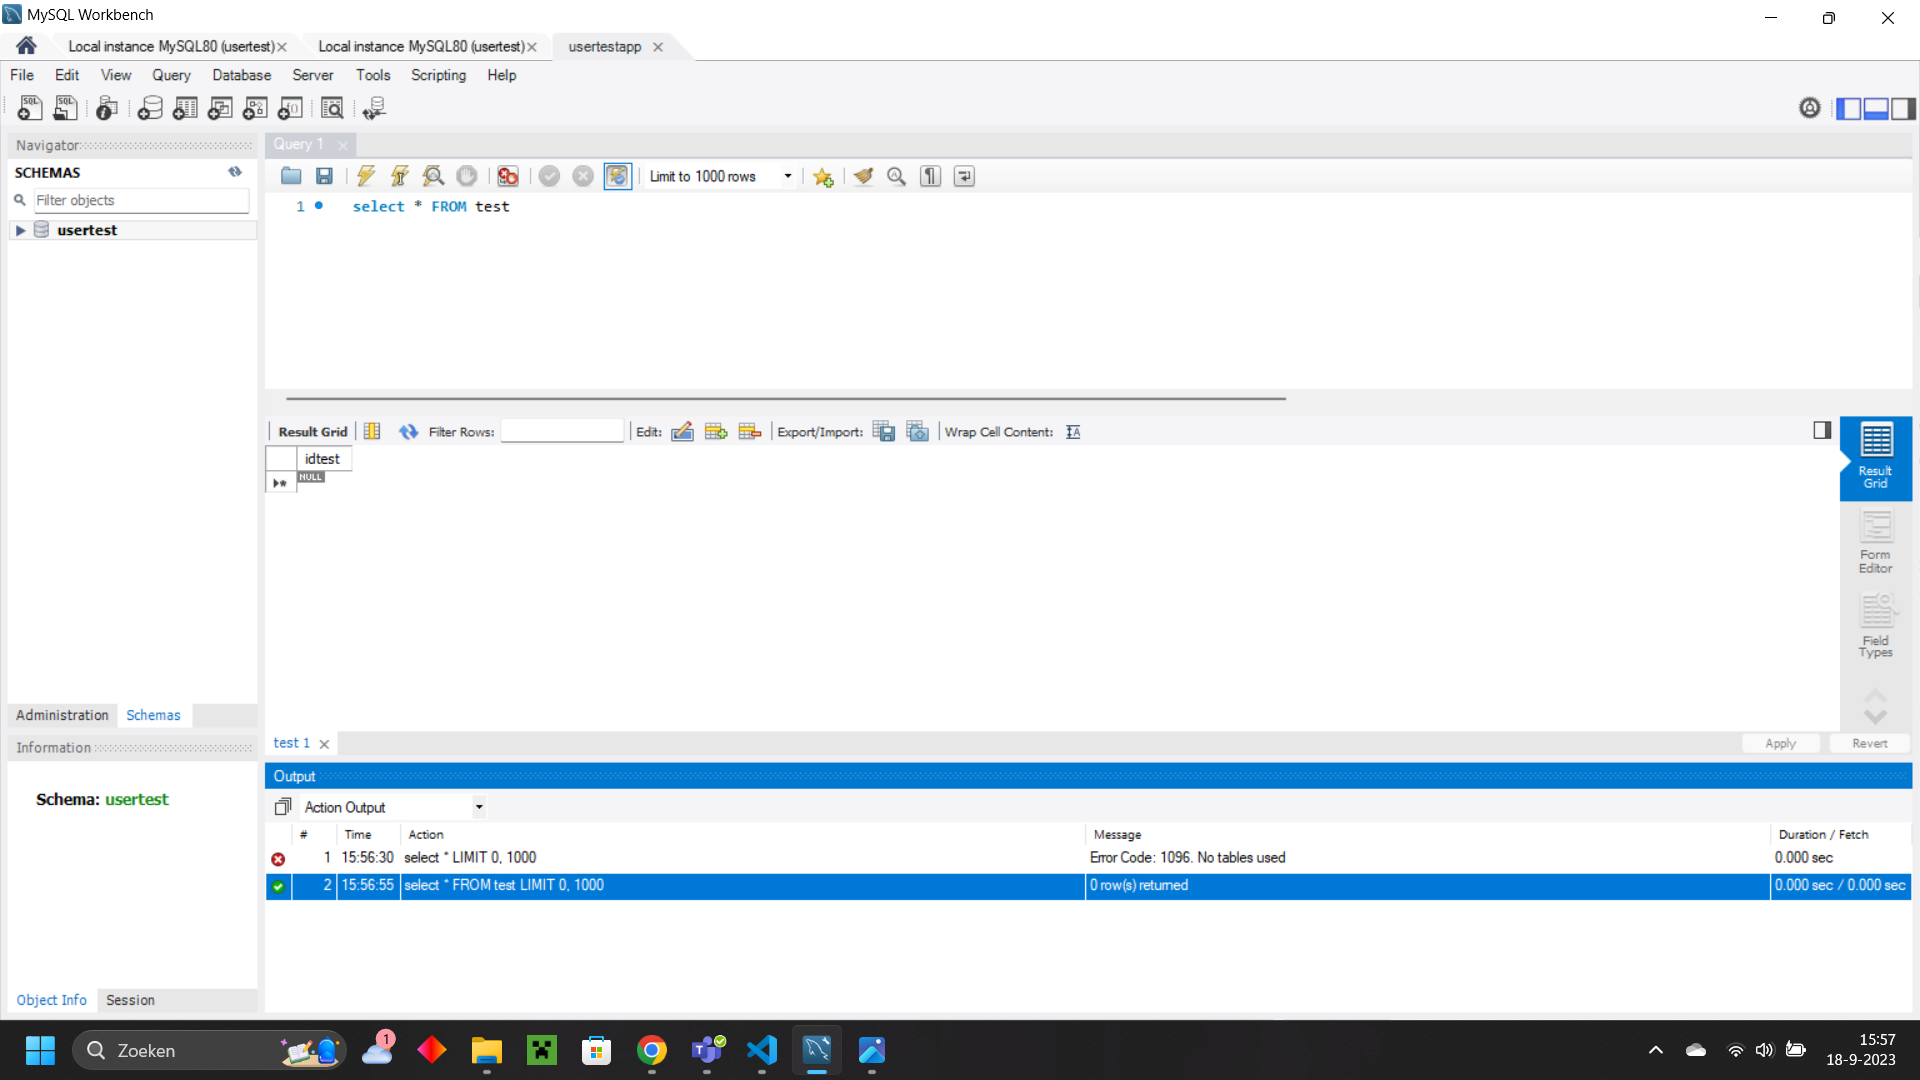 MySQL Workbench
Local instance MySQL80 (usertest) Local instance MySQL80 (usertest) usertestapp
File Edit View Query Database Server Tools Scripting Help
Navigator
Query 1
SCHEMAS
Limit to 1000 rows
Filter objects
1 select * FROM test
usertest
Result Grid Filter Rows: Edit: Export/Import: Wrap Cell Content:
idtest
NULL
Result
Grid
Form
Editor
Field
Types
Administration Schemas
Information
test 1 Apply Revert
Output
Schema: usertest
Action Output
# Time Action Message Duration / Fetch
1 15:56:30 select * LIMIT 0, 1000 Error Code: 1096. No tables used 0.000 sec
2 15:56:55 select * FROM test LIMIT 0, 1000 0 row(s) returned 0.000 sec / 0.000 sec
Object Info Session
Zoeken 1
15:57
18-9-2023